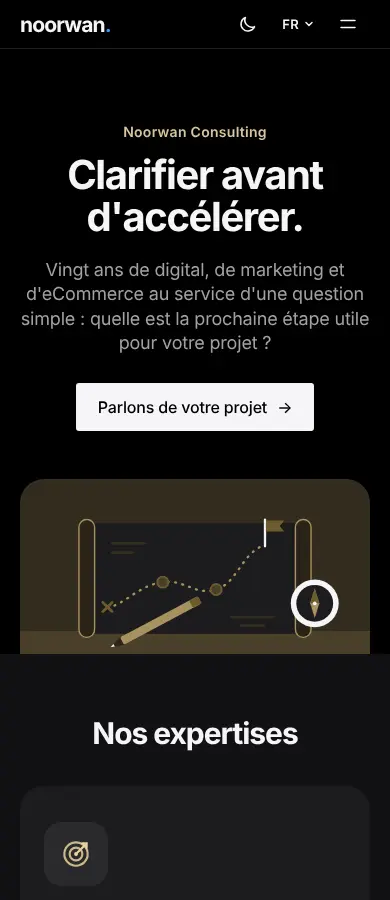 noorwan.
FR
Noorwan Consulting
Clarifier avant
d'accélérer.
Vingt ans de digital, de marketing et
d'eCommerce au service d'une question
simple : quelle est la prochaine étape utile
pour votre projet ?
Parlons de votre projet →
Nos expertises